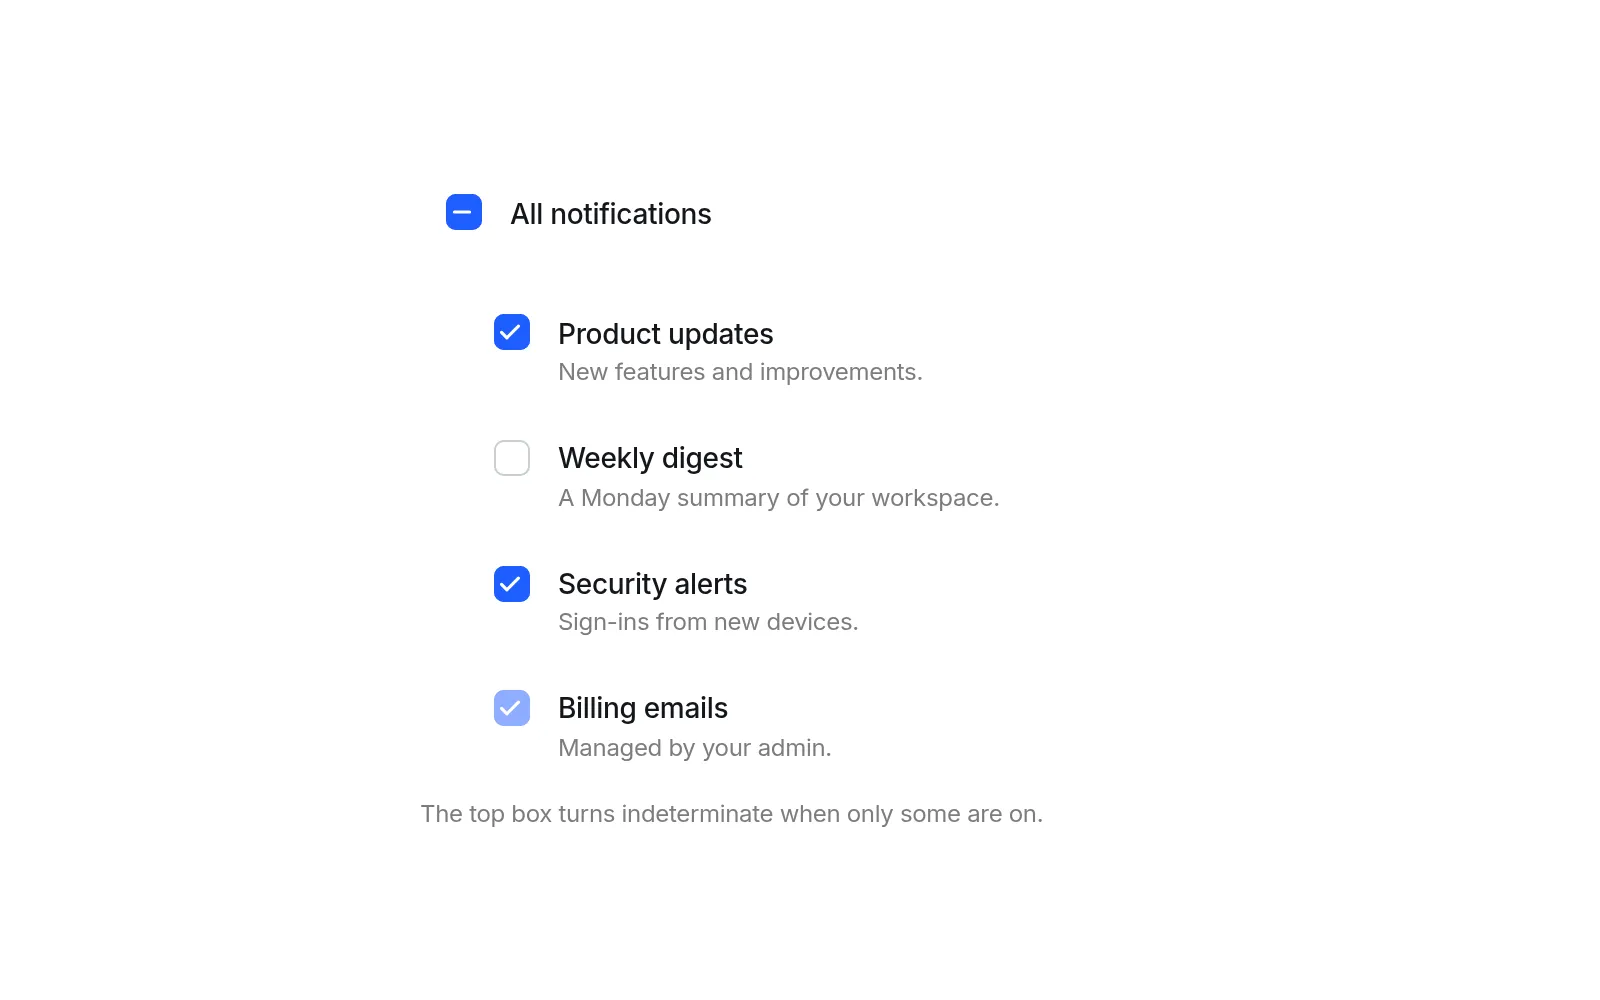 All notifications
Product updates
New features and improvements.
Weekly digest
A Monday summary of your workspace.
Security alerts
Sign-ins from new devices.
Billing emails
Managed by your admin.
The top box turns indeterminate when only some are on.